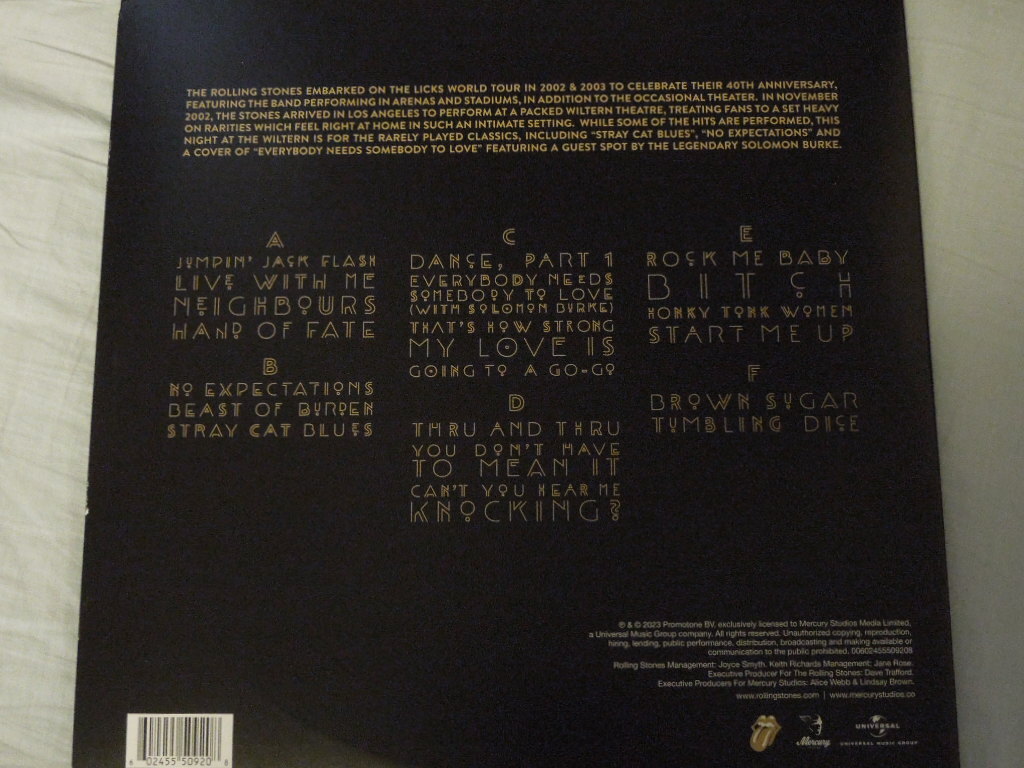 THE ROLLING STONES EMBARKED ON THE LICKS WORLD TOUR IN 2002 & 2003 TO CELEBRATE THEIR 40TH ANNIVERSARY,
FEATURING THE BAND PERFORMING IN ARENAS AND STADIUMS, IN ADDITION TO THE OCCASIONAL THEATER. IN NOVEMBER
2002, THE STONES ARRIVED IN LOS ANGELES TO PERFORM AT A PACKED WILTERN THEATRE, TREATING FANS TO A SET HEAVY
ON RARITIES WHICH FEEL RIGHT AT HOME IN SUCH AN INTIMATE SETTING. WHILE SOME OF THE HITS ARE PERFORMED, THIS
NIGHT AT THE WILTERN IS FOR THE RARELY PLAYED CLASSICS, INCLUDING "STRAY CAT BLUES", "NO EXPECTATIONS" AND
A COVER OF "EVERYBODY NEEDS SOMEBODY TO LOVE" FEATURING A GUEST SPOT BY THE LEGENDARY SOLOMON BURKE.
A
JUMPIN' JACK FLASH
LIVE WITH ME
NEIGHBOURS
HAND OF FATE
B
NO EXPECTATIONS
BEAST OF BURDEN
STRAY CAT BLUES
C
DANCE, PART 1
EVERYBODY NEEDS
SOMEBODY TO LOVE
(WITH SOLOMON BURKE)
THAT'S HOW STRONG
MY LOVE IS
GOING TO A GO-GO
D
THRU AND THRU
YOU DON'T HAVE
TO MEAN IT
CAN'T YOU HEAR ME
KNOCKING?
E
ROCK ME BABY
BITCH
HONKY TONK WOMEN
START ME UP
F
BROWN SUGAR
TUMBLING DICE
℗ & © 2023 Promotone BV, exclusively licensed to Mercury Studios Media Limited,
a Universal Music Group company. All rights reserved. Unauthorized copying, reproduction,
hiring, lending, public performance, distribution, broadcasting and making available or
communication to the public prohibited. 00602455509208
Rolling Stones Management: Joyce Smyth. Keith Richards Management: Jane Rose.
Executive Producer For The Rolling Stones: Dave Trafford.
Executive Producers For Mercury Studios: Alice Webb & Lindsay Brown.
www.rollingstones.com | www.mercurystudios.co
Mercury
UNIVERSAL
UNIVERSAL MUSIC GROUP
6 02455 50920 8